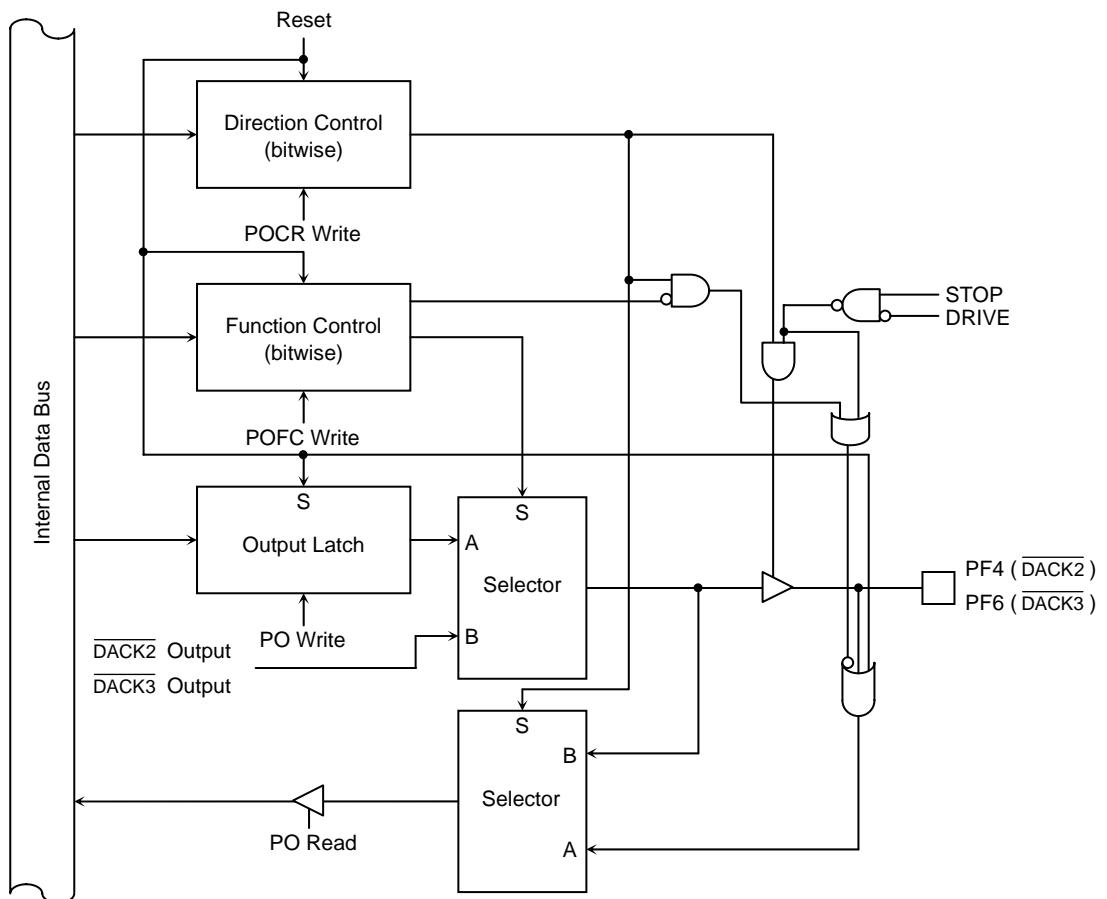 Reset
Direction Control
(bitwise)
POCR Write
Function Control
(bitwise)
STOP
DRIVE
POFC Write
Internal Data Bus
S
Output Latch
S
A
Selector
B
PF4 ( DACK2 )
PF6 ( DACK3 )
PO Write
DACK2 Output
DACK3 Output
S
B
Selector
A
PO Read